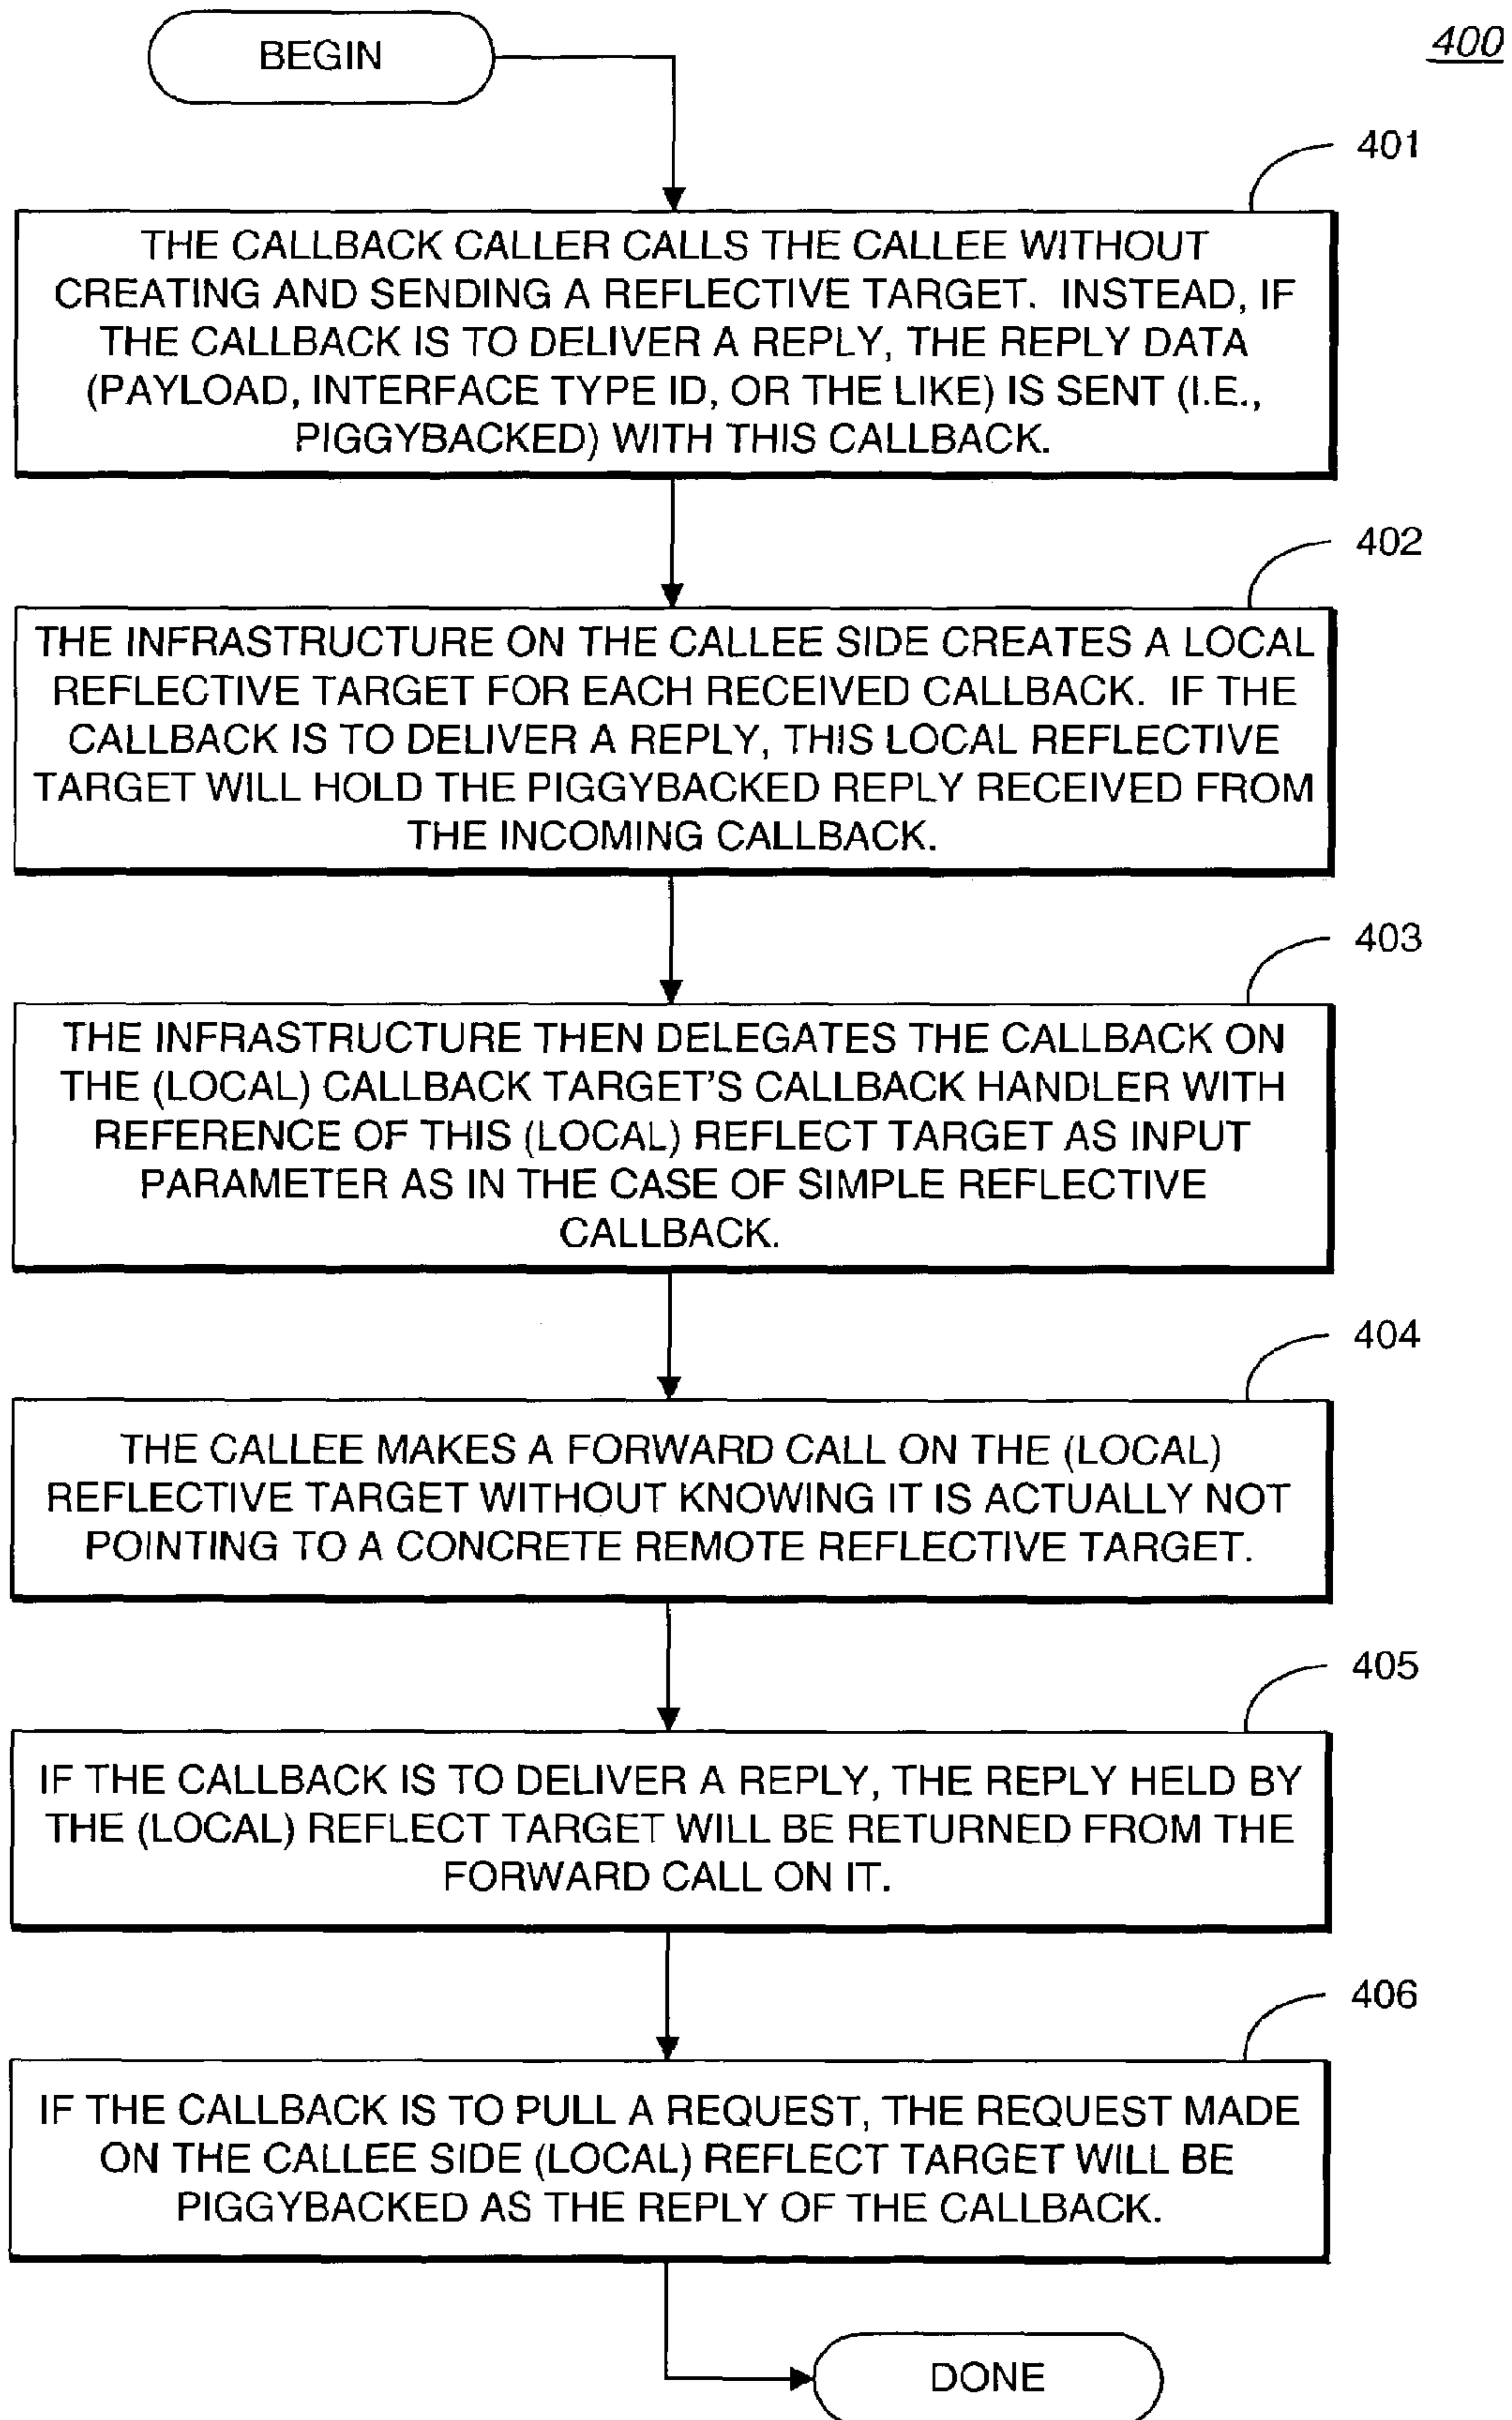 BEGIN
400
401
THE CALLBACK CALLER CALLS THE CALLEE WITHOUT
CREATING AND SENDING A REFLECTIVE TARGET. INSTEAD, IF
THE CALLBACK IS TO DELIVER A REPLY, THE REPLY DATA
(PAYLOAD, INTERFACE TYPE ID, OR THE LIKE) IS SENT (I.E.,
PIGGYBACKED) WITH THIS CALLBACK.
402
THE INFRASTRUCTURE ON THE CALLEE SIDE CREATES A LOCAL
REFLECTIVE TARGET FOR EACH RECEIVED CALLBACK. IF THE
CALLBACK IS TO DELIVER A REPLY, THIS LOCAL REFLECTIVE
TARGET WILL HOLD THE PIGGYBACKED REPLY RECEIVED FROM
THE INCOMING CALLBACK.
403
THE INFRASTRUCTURE THEN DELEGATES THE CALLBACK ON
THE (LOCAL) CALLBACK TARGET'S CALLBACK HANDLER WITH
REFERENCE OF THIS (LOCAL) REFLECT TARGET AS INPUT
PARAMETER AS IN THE CASE OF SIMPLE REFLECTIVE
CALLBACK.
404
THE CALLEE MAKES A FORWARD CALL ON THE (LOCAL)
REFLECTIVE TARGET WITHOUT KNOWING IT IS ACTUALLY NOT
POINTING TO A CONCRETE REMOTE REFLECTIVE TARGET.
405
IF THE CALLBACK IS TO DELIVER A REPLY, THE REPLY HELD BY
THE (LOCAL) REFLECT TARGET WILL BE RETURNED FROM THE
FORWARD CALL ON IT.
406
IF THE CALLBACK IS TO PULL A REQUEST, THE REQUEST MADE
ON THE CALLEE SIDE (LOCAL) REFLECT TARGET WILL BE
PIGGYBACKED AS THE REPLY OF THE CALLBACK.
DONE